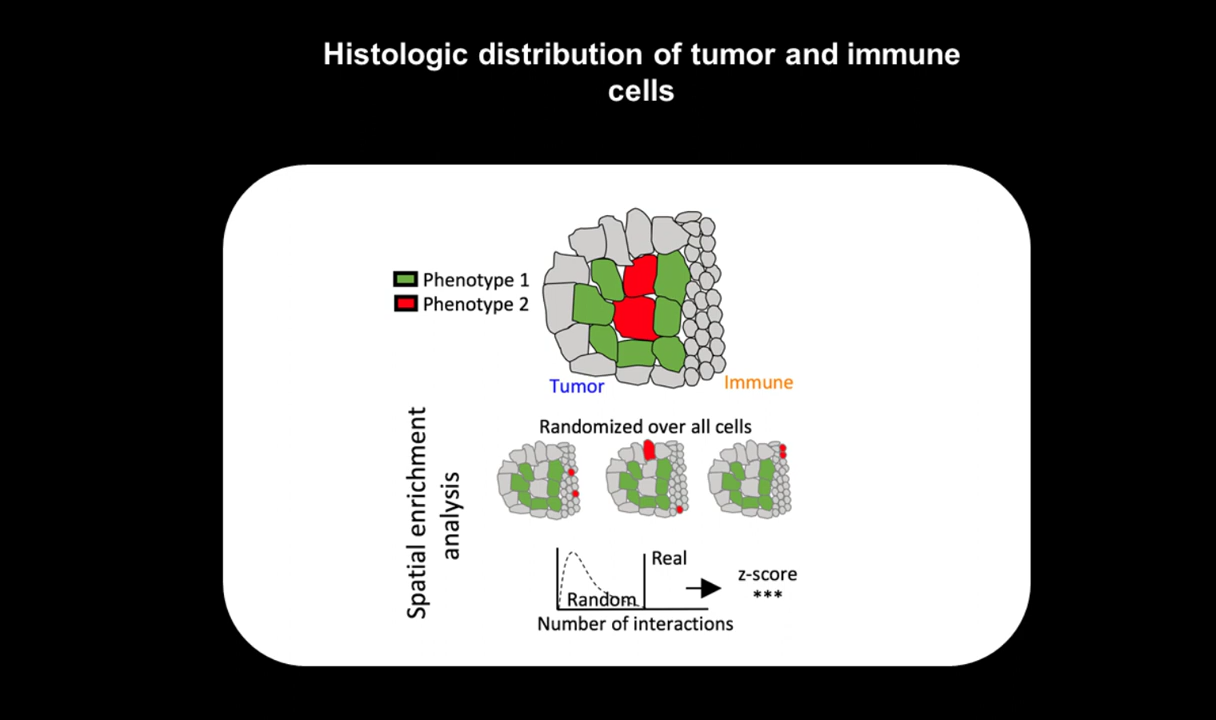 Histologic distribution of tumor and immune
cells
Phenotype 1
Phenotype 2
Tumor
Immune
Randomized over all cells
Spatial enrichment
analysis
Real
Random
z-score
***
Number of interactions